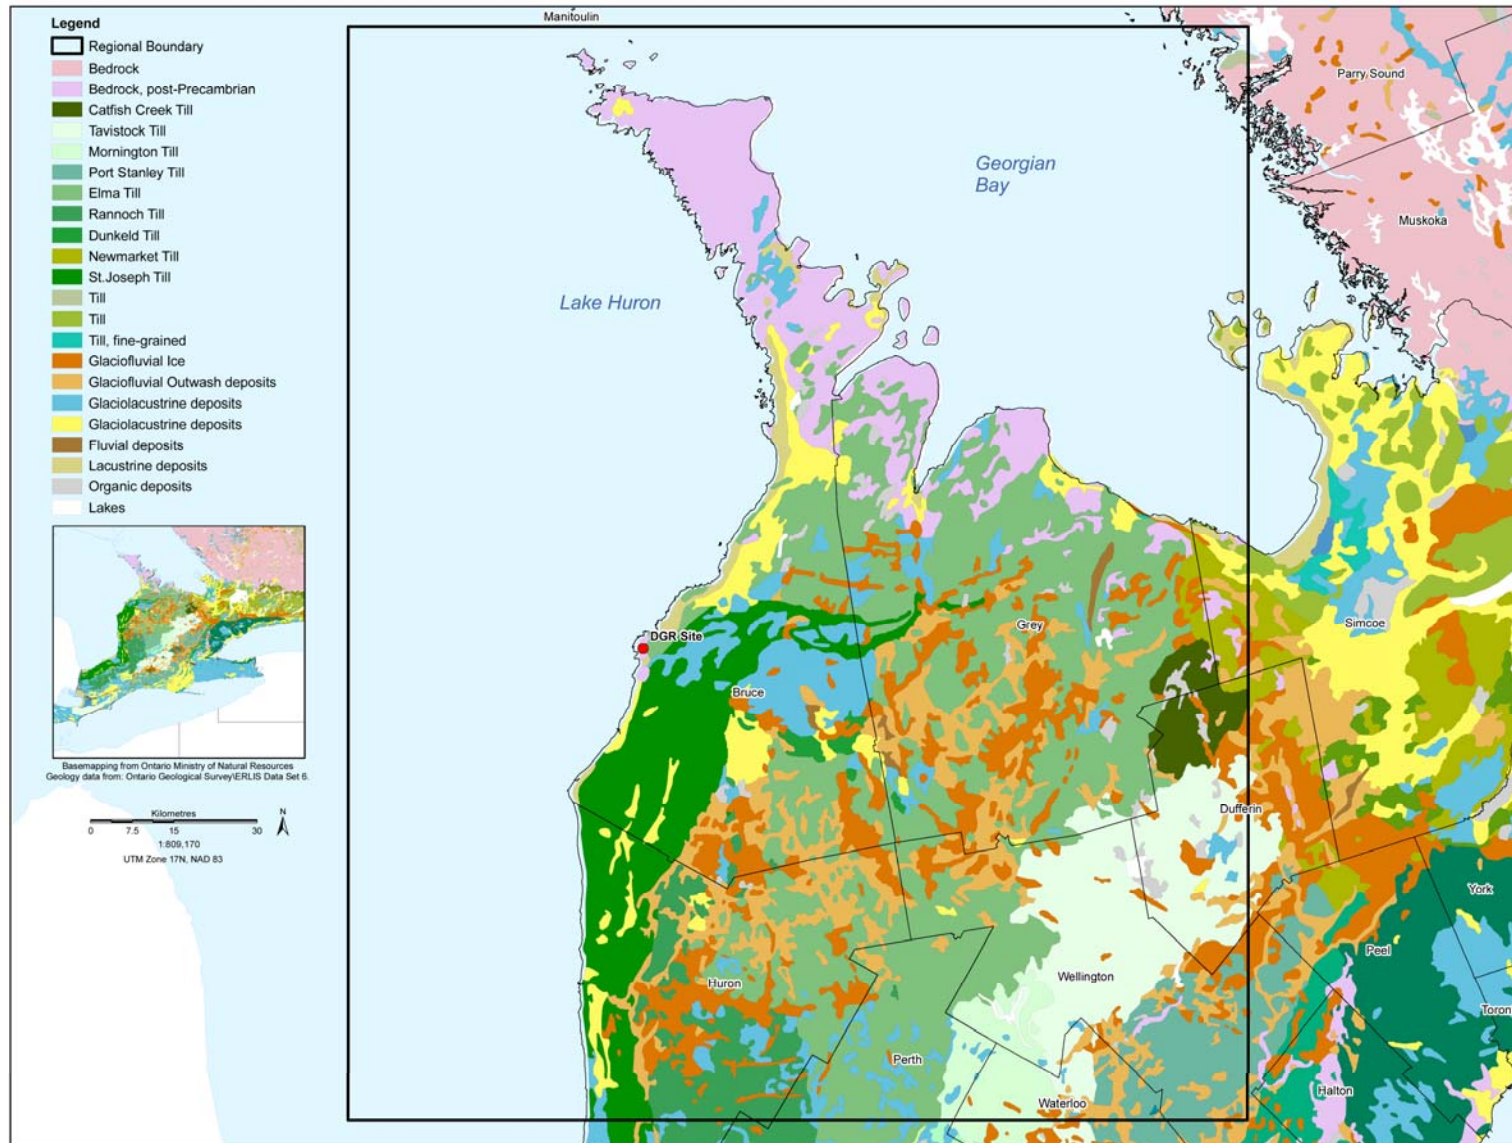 Legend
Regional Boundary
Bedrock
Bedrock, post-Precambrian
Catfish Creek Till
Tavistock Till
Mornington Till
Port Stanley Till
Elma Till
Rannoch Till
Dunkeld Till
Newmarket Till
St.Joseph Till
Till
Till
Till, fine-grained
Glaciofluvial Ice
Glaciofluvial Outwash deposits
Glaciolacustrine deposits
Glaciolacustrine deposits
Fluvial deposits
Lacustrine deposits
Organic deposits
Lakes
Basemapping from Ontario Ministry of Natural Resources
Geology data from: Ontario Geological Survey\ERLIS Data Set 6.
Kilometres
0 7.5 15 30
N
1:809,170
UTM Zone 17N, NAD 83
Manitoulin
Parry Sound
Georgian
Bay
Muskoka
Lake Huron
Simcoe
Grey
DGR Site
Bruce
Dufferin
York
Peel
Wellington
Huron
Toron
Perth
Halton
Waterloo